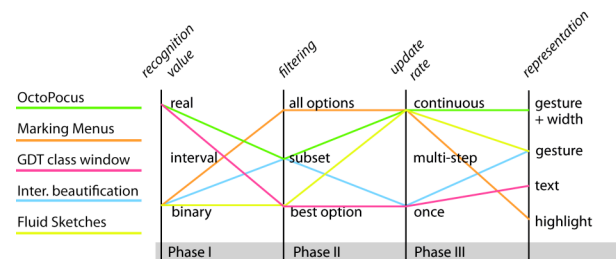 recognition
value
filtering
update
rate
representation
OctoPocus
Marking Menus
GDT class window
Inter. beautification
Fluid Sketches
real
interval
binary
all options
subset
best option
continuous
multi-step
once
gesture
+ width
gesture
text
highlight
Phase I
Phase II
Phase III